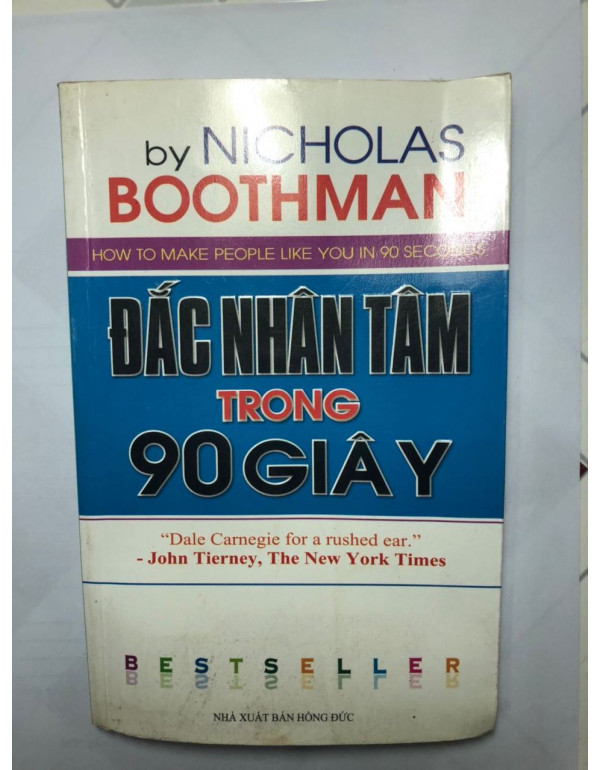 by NICHOLAS
BOOTHMAN
HOW TO MAKE PEOPLE LIKE YOU IN 90 SECONDS
ĐẮC NHÂN TÂM
TRONG
90 GIÂY
“Dale Carnegie for a rushed ear.”
- John Tierney, The New York Times
BESTSELLER
NHÀ XUẤT BẢN HỒNG ĐỨC